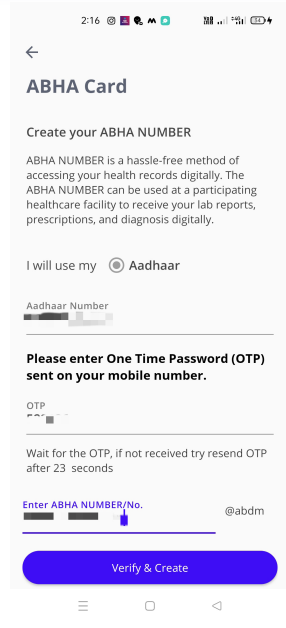 2:16
ABHA Card
Create your ABHA NUMBER
ABHA NUMBER is a hassle-free method of
accessing your health records digitally. The
ABHA NUMBER can be used at a participating
healthcare facility to receive your lab reports,
prescriptions, and diagnosis digitally.
I will use my Aadhaar
Aadhaar Number
Please enter One Time Password (OTP)
sent on your mobile number.
OTP
Wait for the OTP, if not received try resend OTP
after 23 seconds
Enter ABHA NUMBER/No.
@abdm
Verify & Create